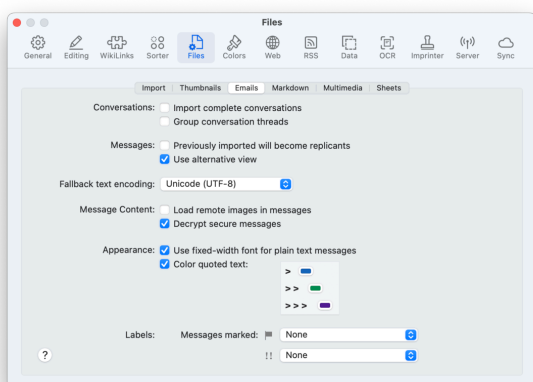 Files
General Editing WikiLinks Sorter Files Colors Web RSS Data OCR Imprinter Server Sync
Import Thumbnails Emails Markdown Multimedia Sheets
Conversations: Import complete conversations
Group conversation threads
Messages: Previously imported will become replicants
Use alternative view
Fallback text encoding: Unicode (UTF-8)
Message Content: Load remote images in messages
Decrypt secure messages
Appearance: Use fixed-width font for plain text messages
Color quoted text:
>
>>
>>>
Labels: Messages marked: None
!! None
?